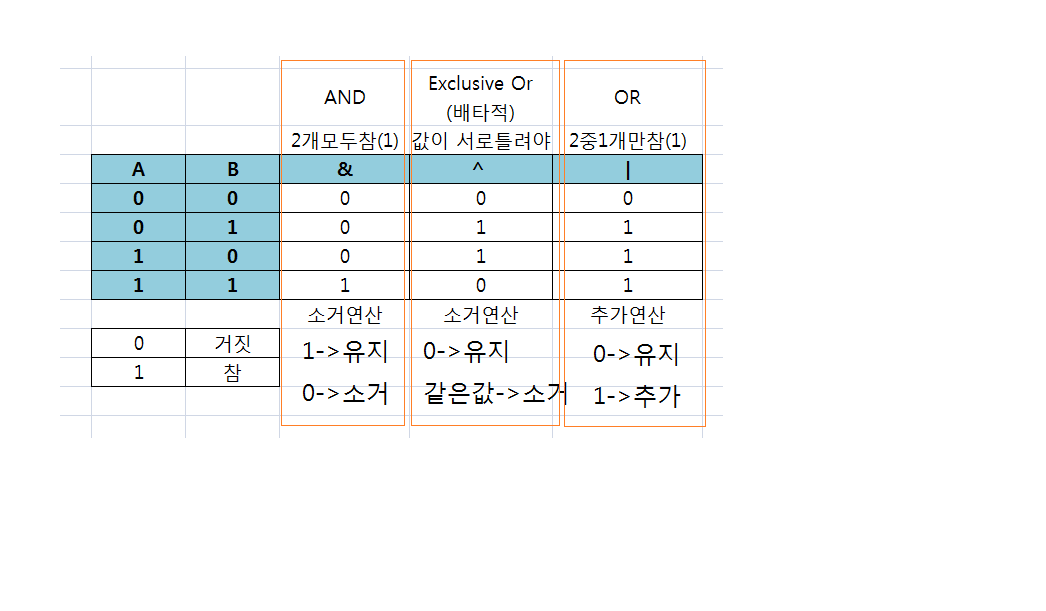 AND
Exclusive Or
(배타적)
OR
2개모두참(1)
값이 서로틀려야
2중1개만참(1)
A B & ^ |
0 0 0 0 0
0 1 0 1 1
1 0 0 1 1
1 1 1 0 1
소거연산 소거연산 추가연산
0 거짓
1 참
1->유지
0->소거
0->유지
같은값->소거
0->유지
1->추가